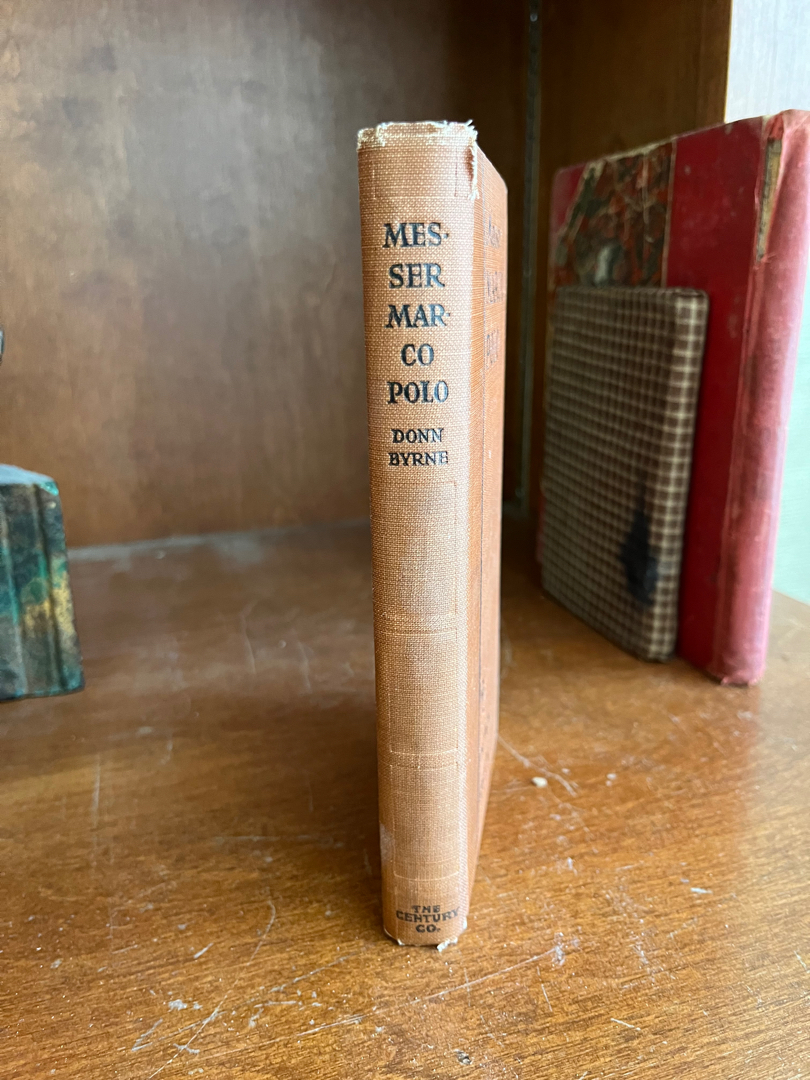 MES-
SER
MAR-
CO
POLO
DONN
BYRNE
THE
CENTURY
CO.